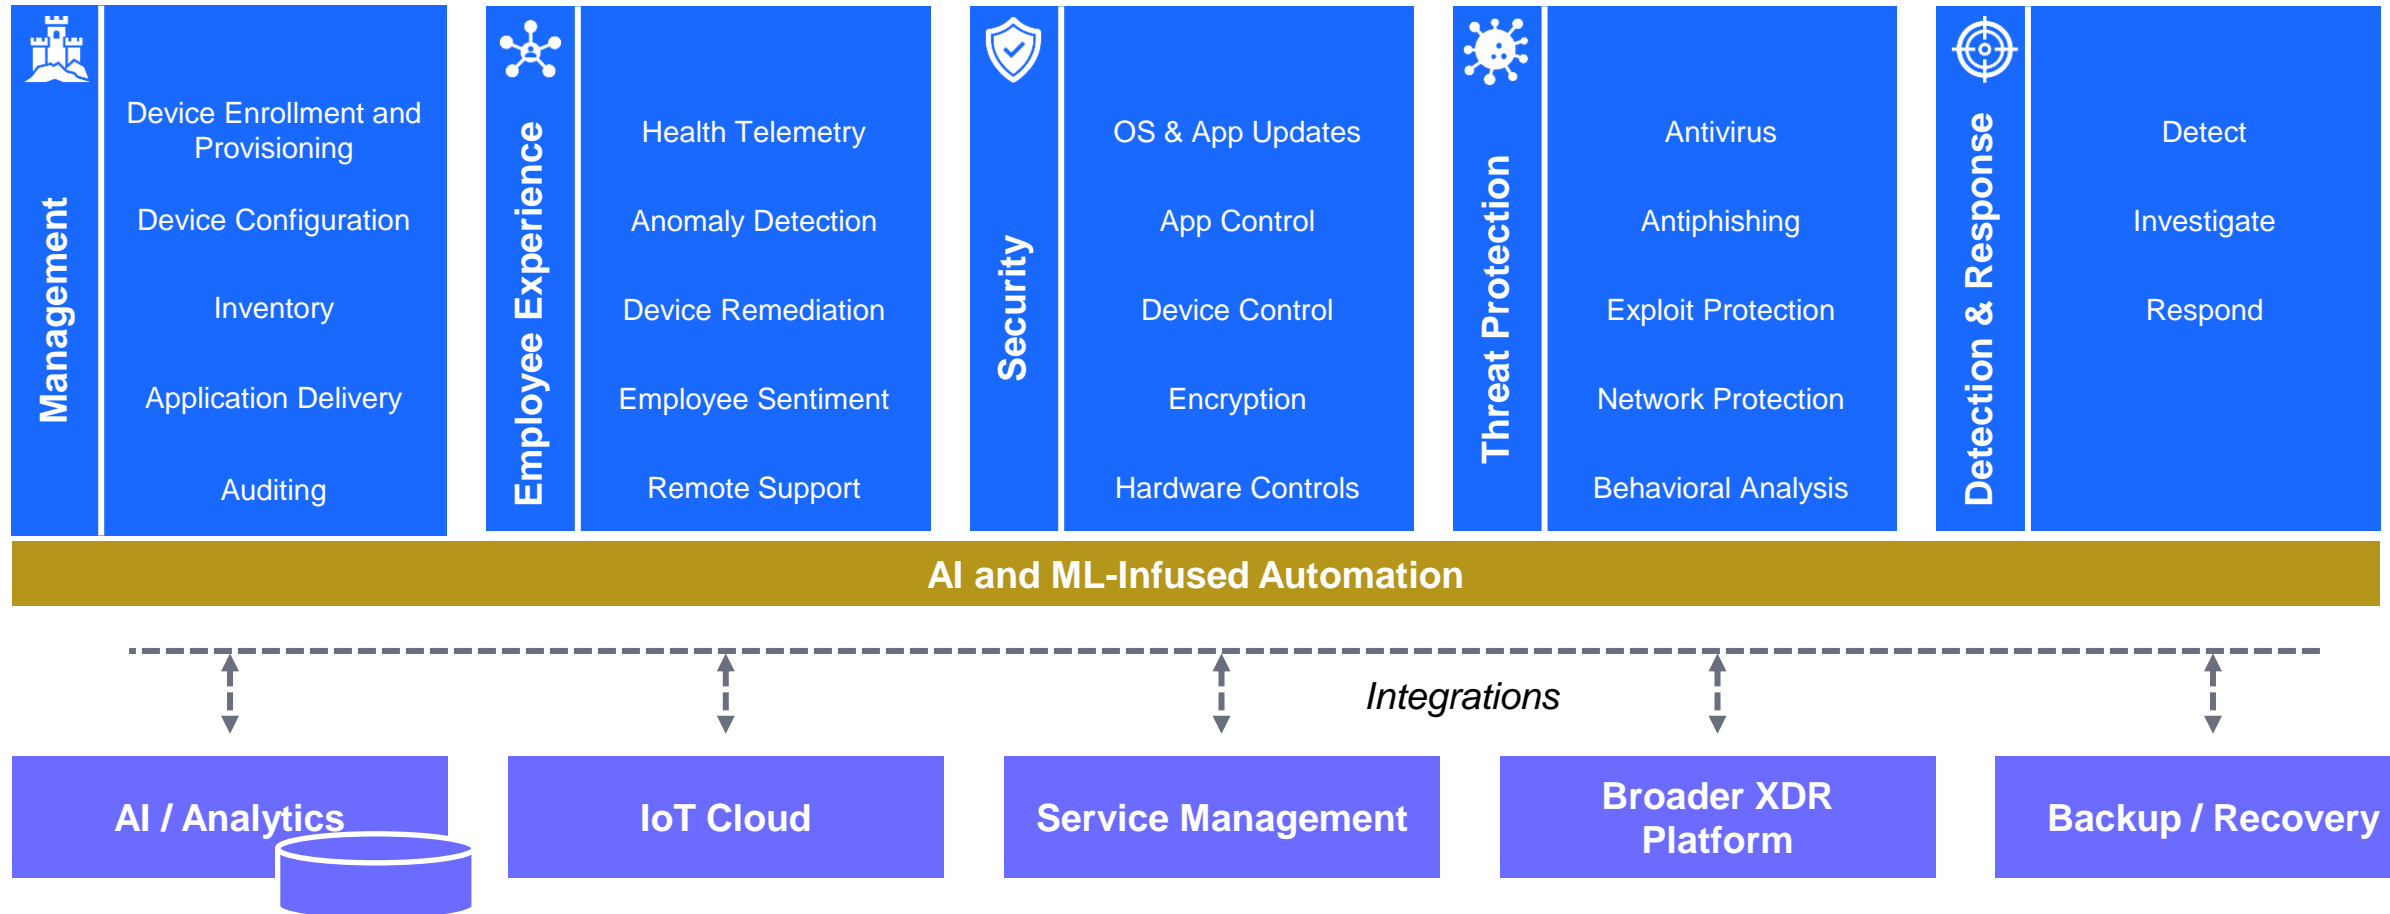 Management
Device Enrollment and
Provisioning
Device Configuration
Inventory
Application Delivery
Auditing
Employee Experience
Health Telemetry
Anomaly Detection
Device Remediation
Employee Sentiment
Remote Support
Security
OS & App Updates
App Control
Device Control
Encryption
Hardware Controls
Threat Protection
Antivirus
Antiphishing
Exploit Protection
Network Protection
Behavioral Analysis
Detection & Response
Detect
Investigate
Respond
AI and ML-Infused Automation
Integrations
AI / Analytics
IoT Cloud
Service Management
Broader XDR
Platform
Backup / Recovery